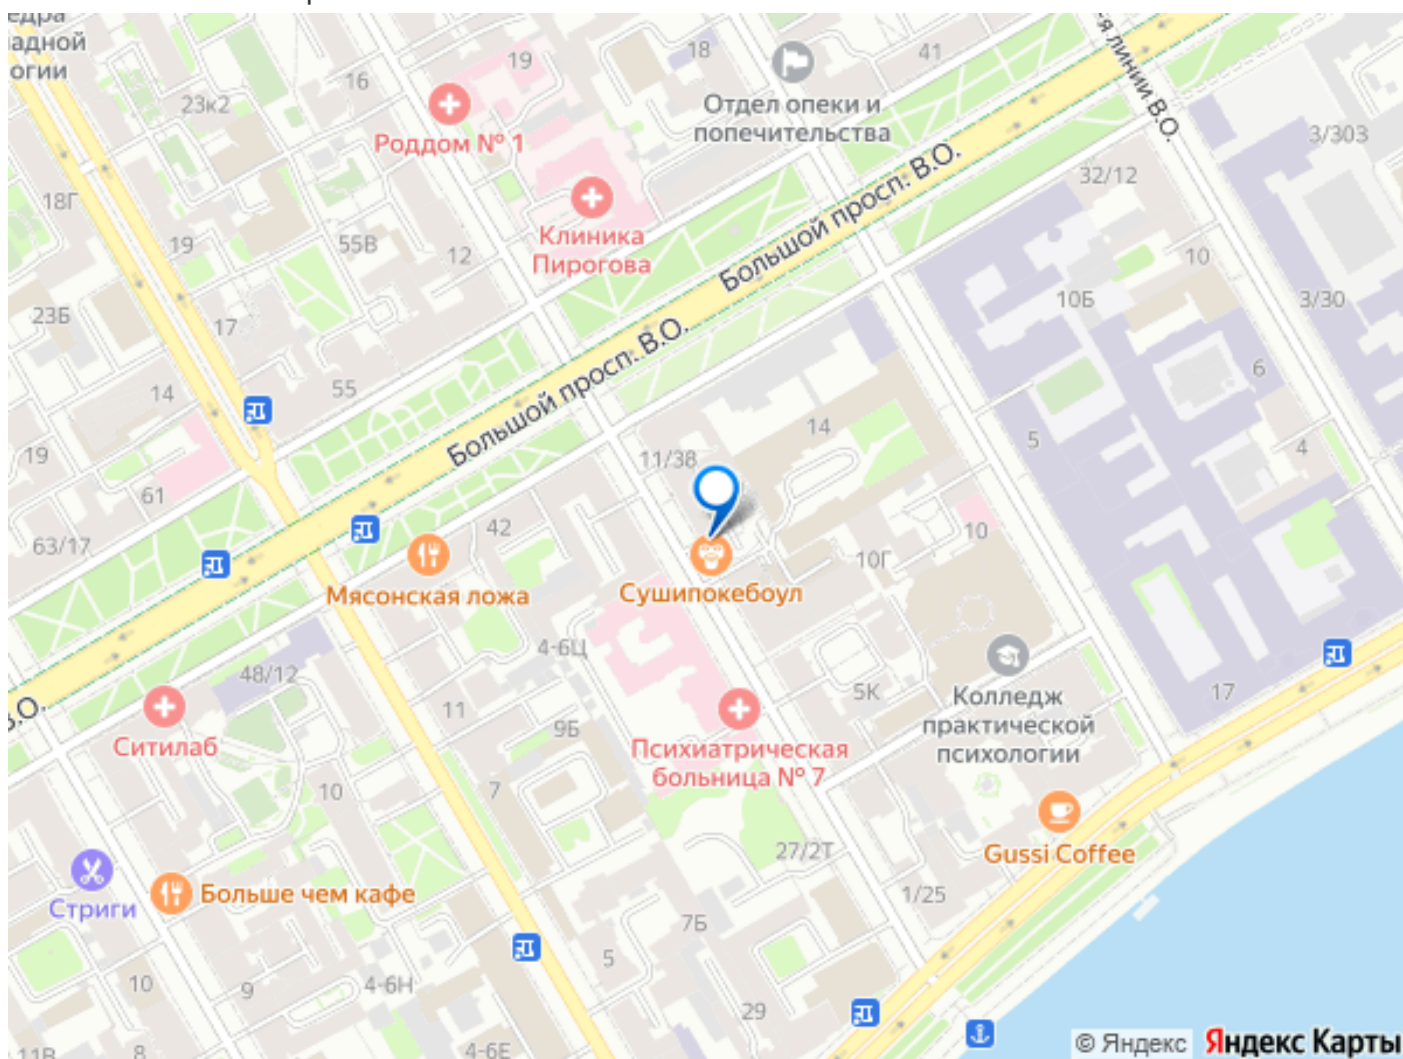 адной
огии
16
19
18
41
23к2
Роддом № 1
Отдел опеки и
попечительства
-я линии В.О.
3/303
32/12
18Г
19
55В
12
Клиника
Пирогова
Большой просп. В.О.
10
10Б
3/30
23Б
17
14
55
6
Большой просп. В.О.
14
5
4
19
61
11/38
42
10
63/17
10Г
Мясонская ложа
Сушипокебоул
4-6Ц
48/12
11
9Б
5К
17
В.О.
Ситилаб
Колледж
практической
психологии
Психиатрическая
больница № 7
10
7
27/2Т
Gussi Coffee
1/25
Стриги
Больше чем кафе
7Б
5
10
9
4-6Н
29
11В
8
4-6Е
© Яндекс Яндекс Карты